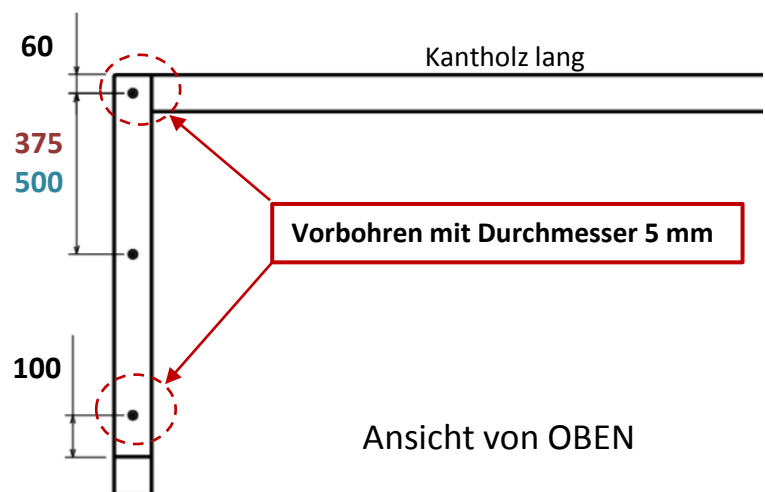 60
Kantholz lang
375
500
Vorbohren mit Durchmesser 5 mm
100
Ansicht von OBEN